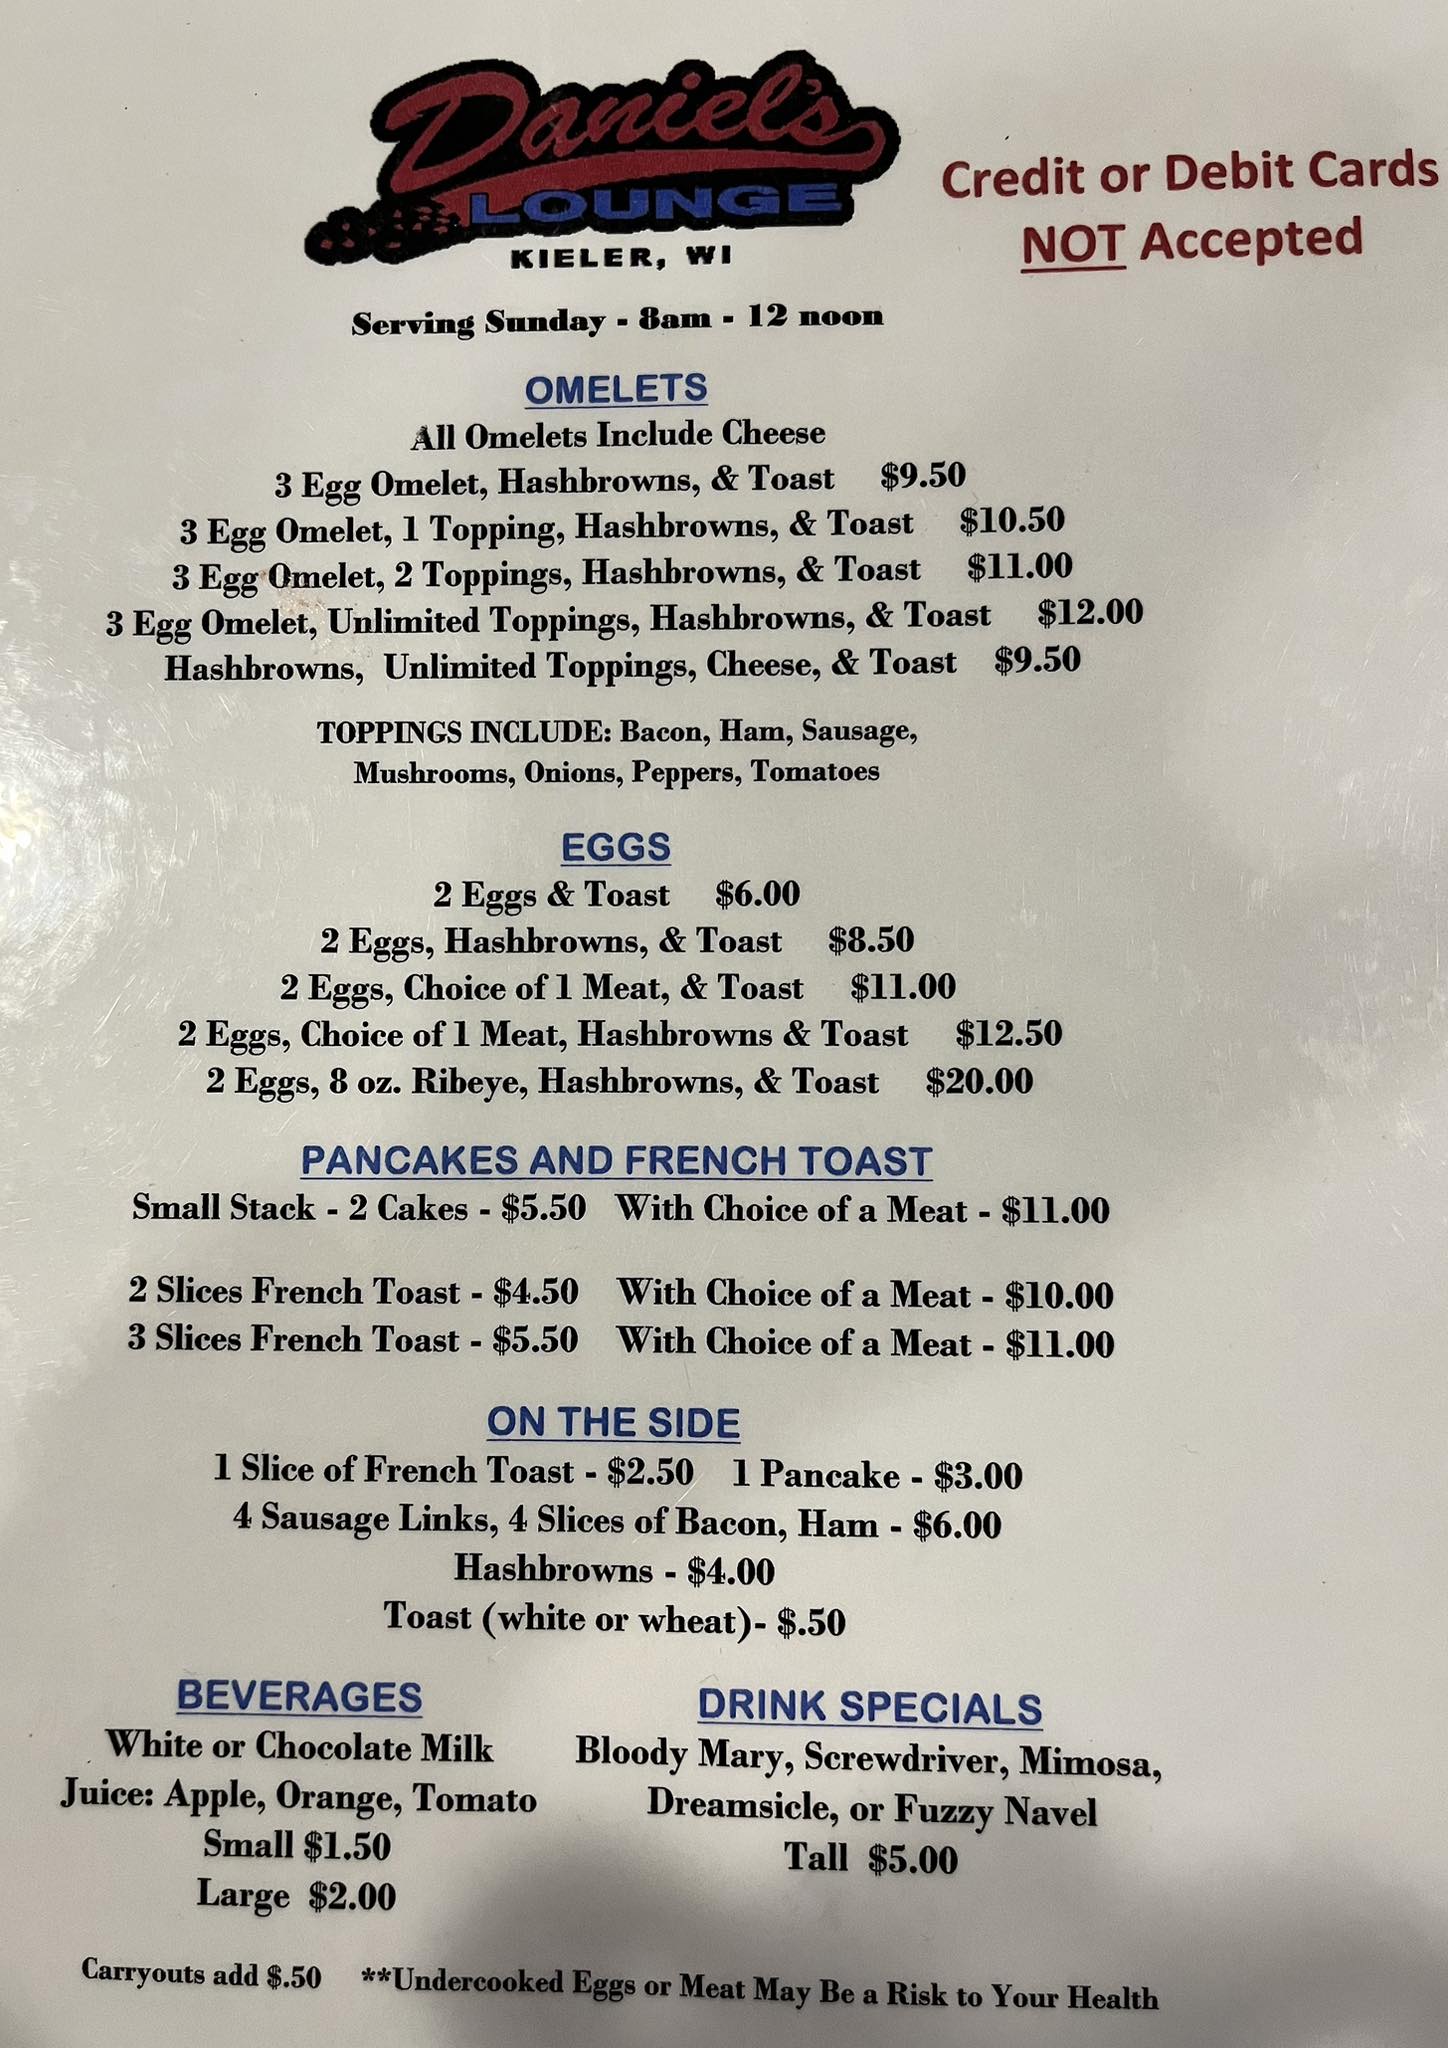 Daniel's
LOUNGE
KIELER, WI
Credit or Debit Cards
NOT Accepted
Serving Sunday - 8am - 12 noon
OMELETS
All Omelets Include Cheese
3 Egg Omelet, Hashbrowns, & Toast $9.50
3 Egg Omelet, 1 Topping, Hashbrowns, & Toast $10.50
3 Egg Omelet, 2 Toppings, Hashbrowns, & Toast $11.00
3 Egg Omelet, Unlimited Toppings, Hashbrowns, & Toast $12.00
Hashbrowns, Unlimited Toppings, Cheese, & Toast $9.50
TOPPINGS INCLUDE: Bacon, Ham, Sausage,
Mushrooms, Onions, Peppers, Tomatoes
EGGS
2 Eggs & Toast $6.00
2 Eggs, Hashbrowns, & Toast $8.50
2 Eggs, Choice of 1 Meat, & Toast $11.00
2 Eggs, Choice of 1 Meat, Hashbrowns & Toast $12.50
2 Eggs, 8 oz. Ribeye, Hashbrowns, & Toast $20.00
PANCAKES AND FRENCH TOAST
Small Stack - 2 Cakes - $5.50 With Choice of a Meat - $11.00
2 Slices French Toast - $4.50 With Choice of a Meat - $10.00
3 Slices French Toast - $5.50 With Choice of a Meat - $11.00
ON THE SIDE
1 Slice of French Toast - $2.50 1 Pancake - $3.00
4 Sausage Links, 4 Slices of Bacon, Ham - $6.00
Hashbrowns - $4.00
Toast (white or wheat)- $.50
BEVERAGES
White or Chocolate Milk
Juice: Apple, Orange, Tomato
Small $1.50
Large $2.00
DRINK SPECIALS
Bloody Mary, Screwdriver, Mimosa,
Dreamsicle, or Fuzzy Navel
Tall $5.00
Carryouts add $.50 **Undercooked Eggs or Meat May Be a Risk to Your Health